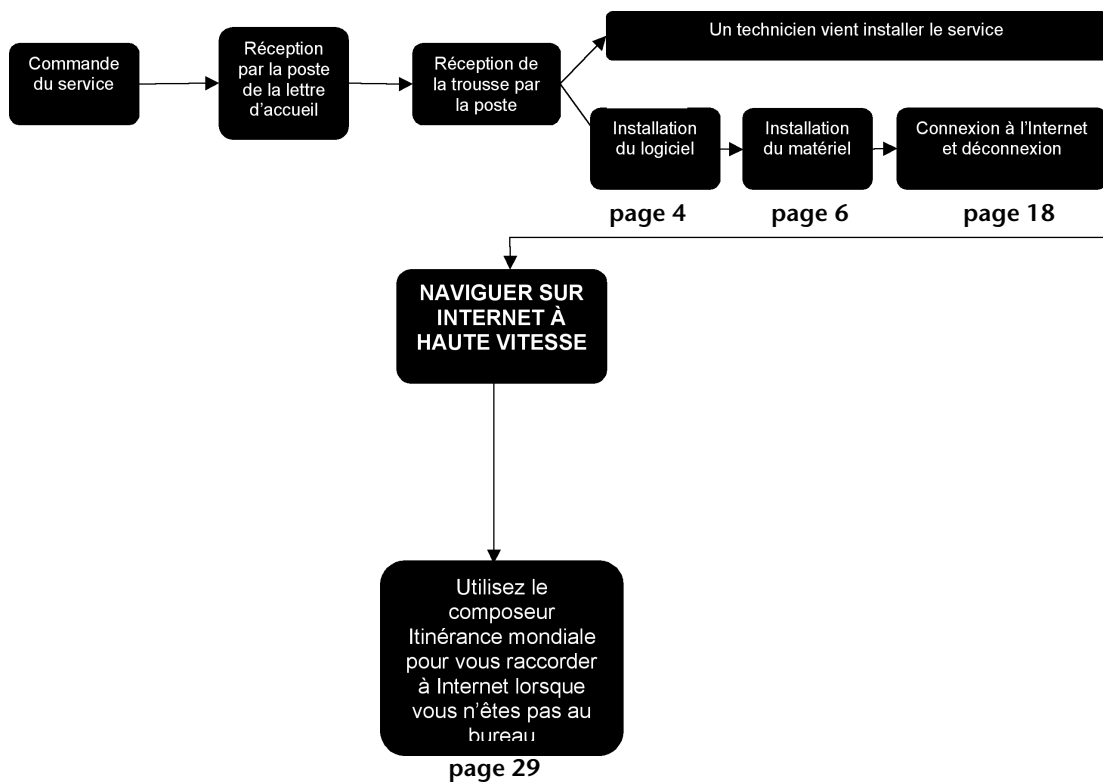 Commande
du service
Réception
par la poste
de la lettre
d'accueil
Réception de
la trousse par
la poste
Un technicien vient installer le service
Installation
du logiciel
page 4
Installation
du matériel
page 6
Connexion à l'Internet
et déconnexion
page 18
NAVIGUER SUR
INTERNET À
HAUTE VITESSE
Utilisez le
composeur
Itinérance mondiale
pour vous raccorder
à Internet lorsque
vous n'êtes pas au
bureau
page 29